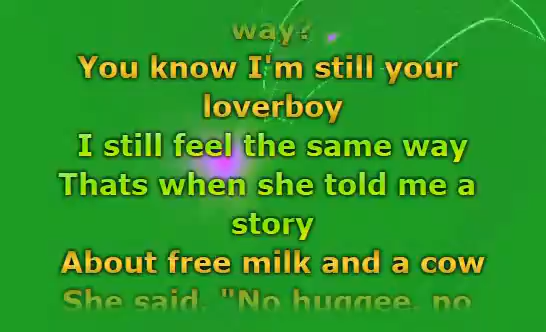 way?
You know I'm still your
loverboy
I still feel the same way
Thats when she told me a
story
About free milk and a cow
She said, "No huggee, no